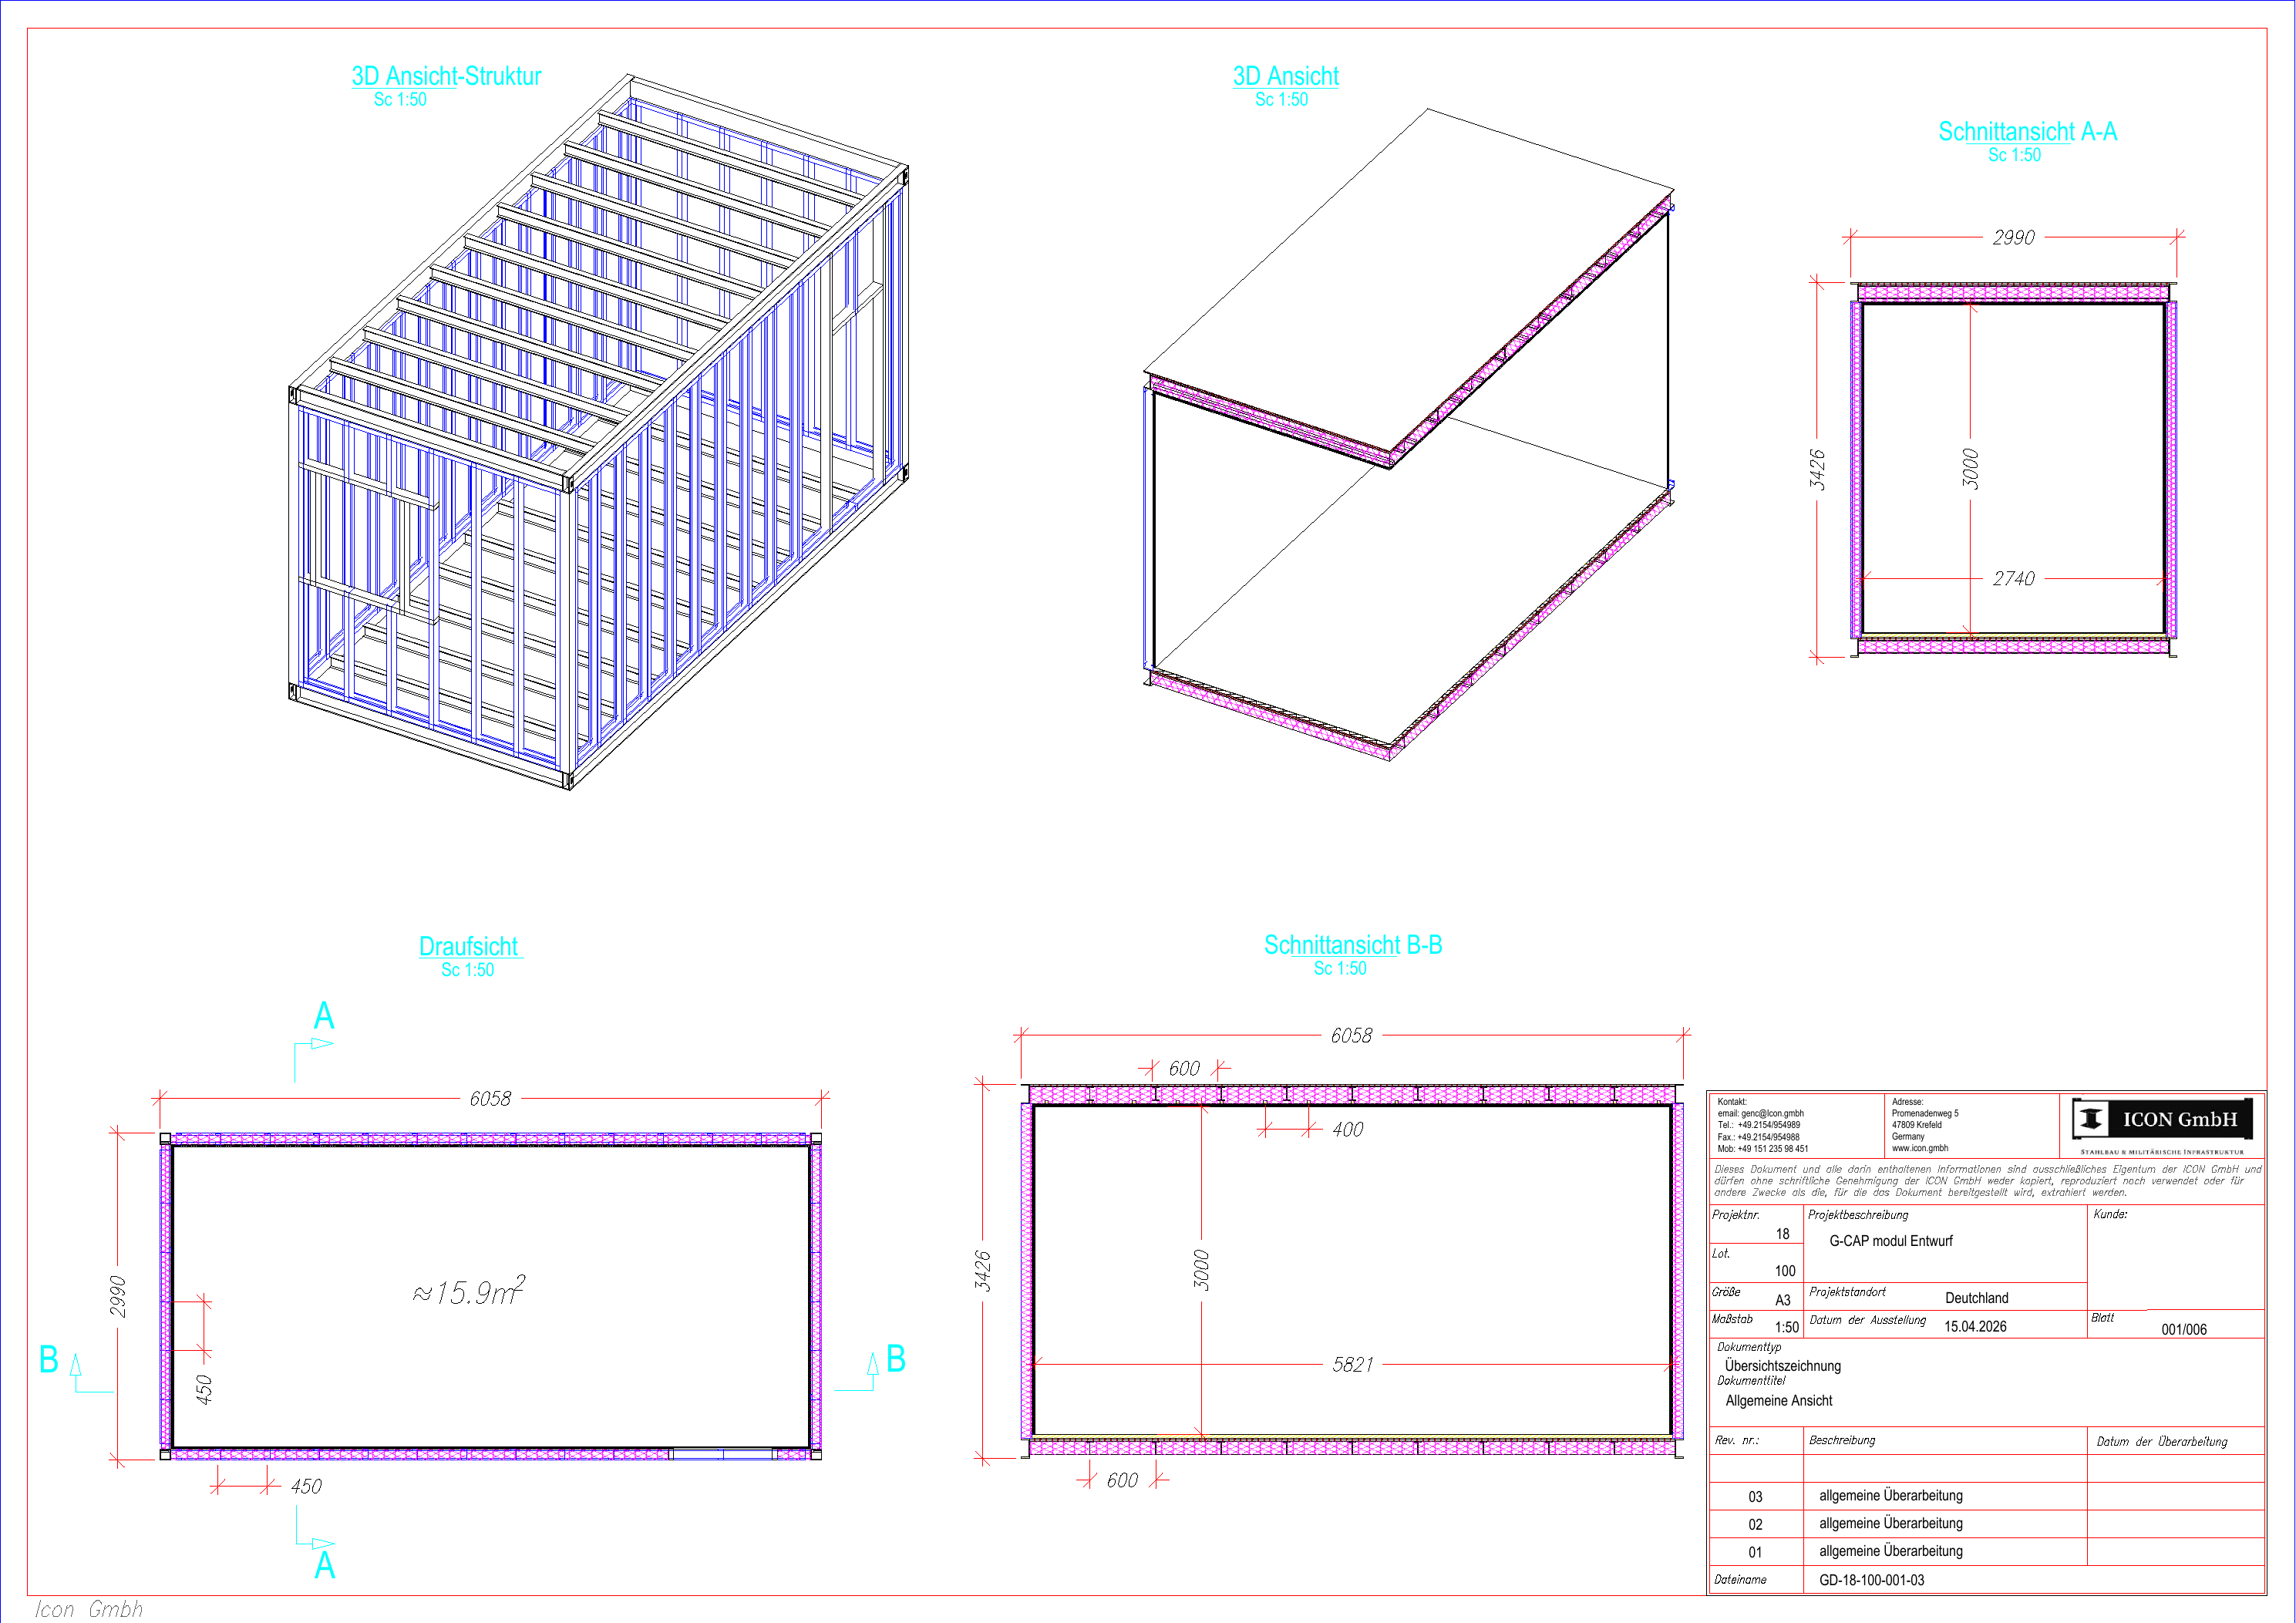 3D Ansicht-Struktur
Sc 1:50
3D Ansicht
Sc 1:50
Schnittansicht A-A
Sc 1:50
2990
3426
3000
2740
Draufsicht
Sc 1:50
A
6058
2990
≈15.9m²
450
B
B
450
A
Schnittansicht B-B
Sc 1:50
6058
600
400
3426
3000
5821
600
Kontakt:
email: genc@Icon.gmbh
Tel.: +49.2154/954989
Fax.: +49.2154/954988
Mob: +49 151 235 98 451
Adresse:
Promenadenweg 5
47809 Krefeld
Germany
www.icon.gmbh
ICON GmbH
STAHLBAU & MILITÄRISCHE INFRASTRUKTUR
Dieses Dokument und alle darin enthaltenen Informationen sind ausschließliches Eigentum der ICON GmbH und
dürfen ohne schriftliche Genehmigung der ICON GmbH weder kopiert, reproduziert noch verwendet oder für
andere Zwecke als die, für die das Dokument bereitgestellt wird, extrahiert werden.
Projektnr.
18
Projektbeschreibung
G-CAP modul Entwurf
Kunde:
Lot.
100
Größe
A3
Projektstandort
Deutchland
Maßstab
1:50
Datum der Ausstellung
15.04.2026
Blatt
001/006
Dokumenttyp
Übersichtszeichnung
Dokumenttitel
Allgemeine Ansicht
Rev. nr.:
Beschreibung
Datum der Überarbeitung
03
allgemeine Überarbeitung
02
allgemeine Überarbeitung
01
allgemeine Überarbeitung
Dateiname
GD-18-100-001-03
Icon Gmbh